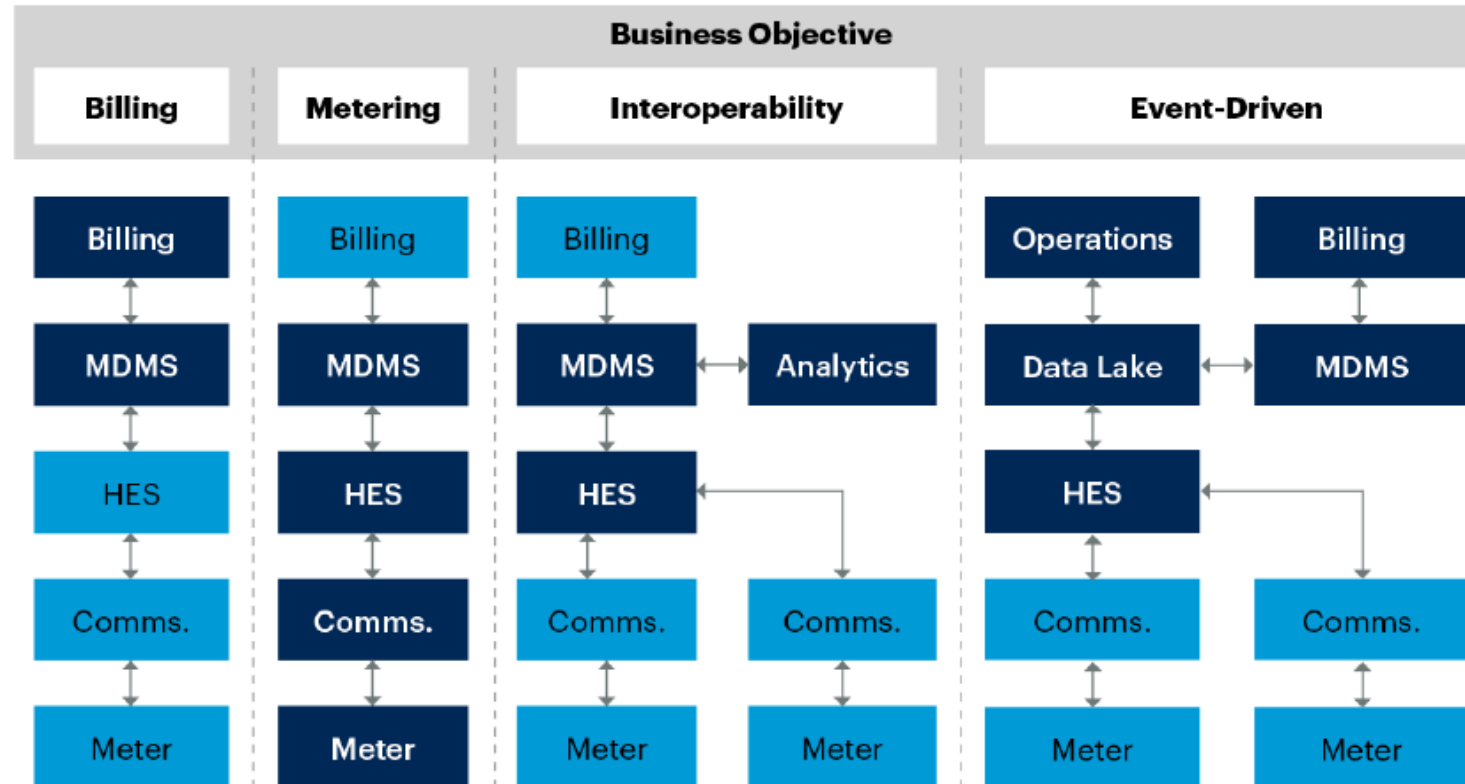 Business Objective
Billing
Metering
Interoperability
Event-Driven
Billing
Billing
Billing
Operations
Billing
MDMS
MDMS
MDMS
Analytics
Data Lake
MDMS
HES
HES
HES
HES
Comms.
Comms.
Comms.
Comms.
Comms.
Comms.
Meter
Meter
Meter
Meter
Meter
Meter